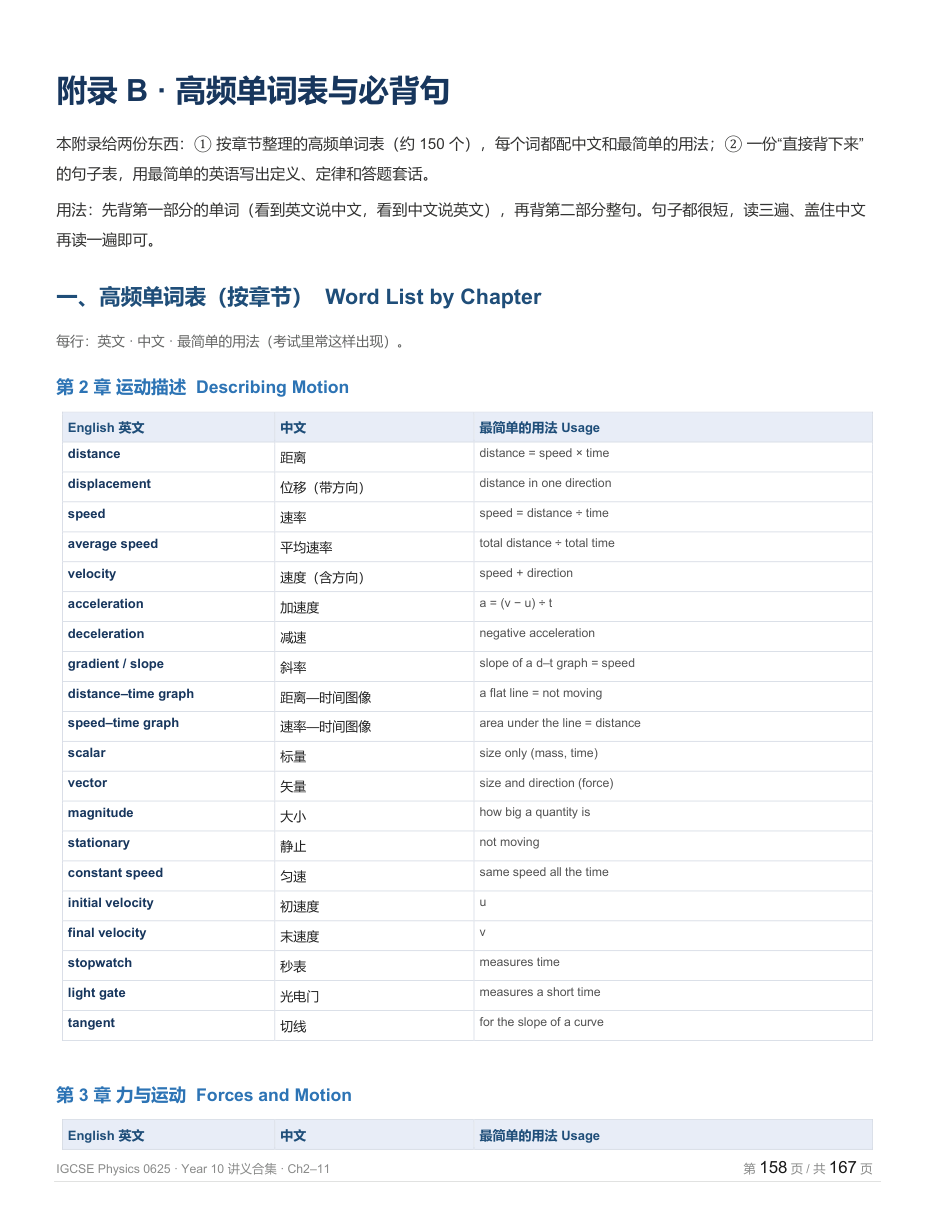 附录 B · 高频单词表与必背句
本附录给两份东西：① 按章节整理的高频单词表（约 150 个），每个词都配中文和最简单的用法；② 一份“直接背下来”
的句子表，用最简单的英语写出定义、定律和答题套话。
用法：先背第一部分的单词（看到英文说中文，看到中文说英文），再背第二部分整句。句子都很短，读三遍、盖住中文
再读一遍即可。
一、高频单词表（按章节） Word List by Chapter
每行：英文 · 中文 · 最简单的用法（考试里常这样出现）。
第 2 章 运动描述 Describing Motion
English 英文 中文 最简单的用法 Usage
distance 距离 distance = speed × time
displacement 位移（带方向） distance in one direction
speed 速率 speed = distance ÷ time
average speed 平均速率 total distance ÷ total time
velocity 速度（含方向） speed + direction
acceleration 加速度 a = (v − u) ÷ t
deceleration 减速 negative acceleration
gradient / slope 斜率 slope of a d–t graph = speed
distance–time graph 距离—时间图像 a flat line = not moving
speed–time graph 速率—时间图像 area under the line = distance
scalar 标量 size only (mass, time)
vector 矢量 size and direction (force)
magnitude 大小 how big a quantity is
stationary 静止 not moving
constant speed 匀速 same speed all the time
initial velocity 初速度 u
final velocity 末速度 v
stopwatch 秒表 measures time
light gate 光电门 measures a short time
tangent 切线 for the slope of a curve
第 3 章 力与运动 Forces and Motion
English 英文 中文 最简单的用法 Usage
IGCSE Physics 0625 · Year 10 讲义合集 · Ch2–11 第 158 页 / 共 167 页